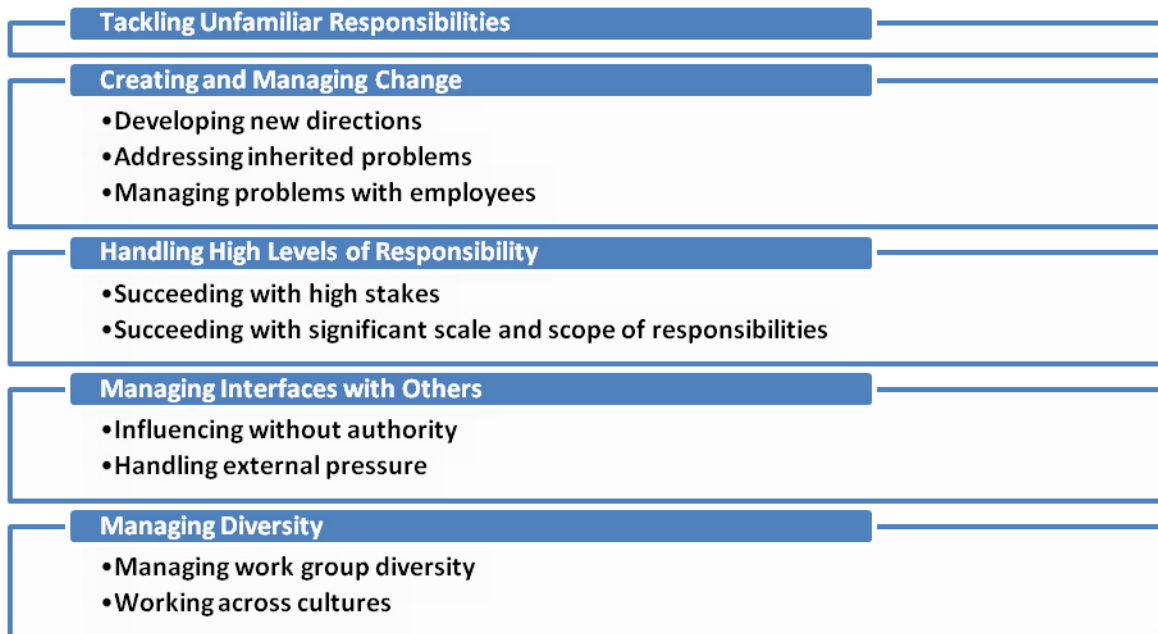 Tackling Unfamiliar Responsibilities
Creating and Managing Change
•Developing new directions
•Addressing inherited problems
•Managing problems with employees
Handling High Levels of Responsibility
•Succeeding with high stakes
•Succeeding with significant scale and scope of responsibilities
Managing Interfaces with Others
•Influencing without authority
•Handling external pressure
Managing Diversity
•Managing work group diversity
•Working across cultures